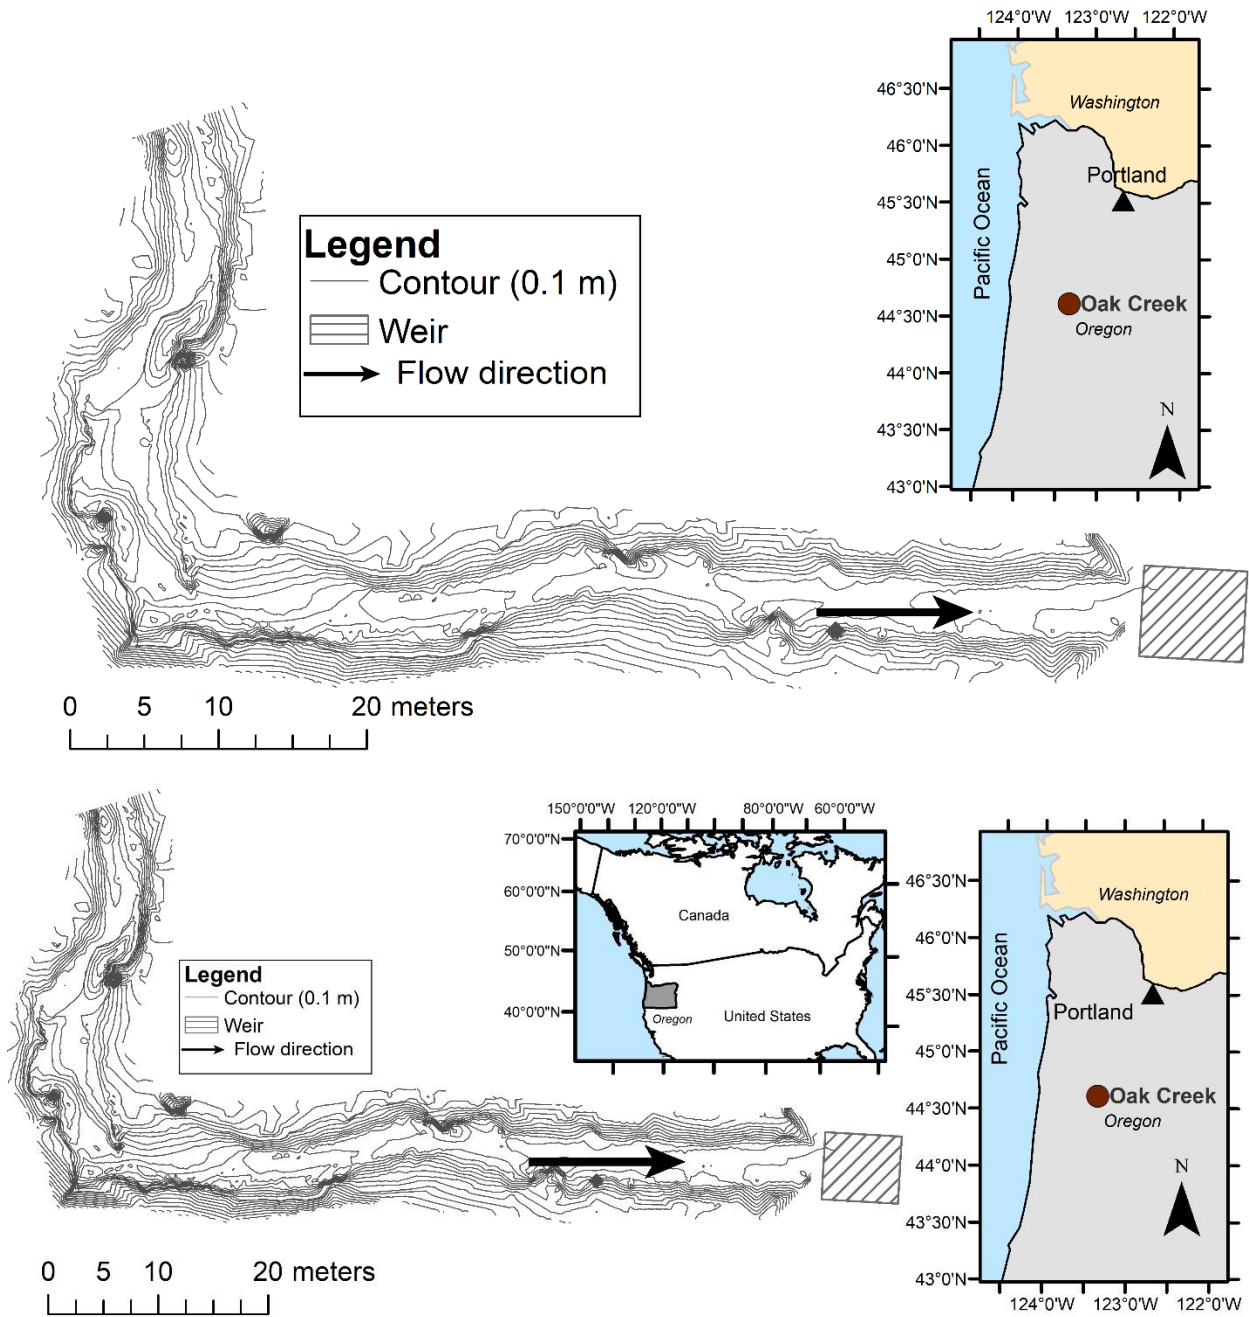 124°0'W 123°0'W 122°0'W
46°30'N
Washington
46°0'N
Portland
45°30'N
Pacific Ocean
45°0'N
Oak Creek
44°30'N
Oregon
44°0'N
43°30'N
N
43°0'N
Legend
Contour (0.1 m)
Weir
Flow direction
0 5 10 20 meters
150°0'0"W 120°0'0"W 80°0'0"W 60°0'0"W
70°0'0"N
60°0'0"N
Canada
50°0'0"N
40°0'0"N
Oregon
United States
Legend
Contour (0.1 m)
Weir
Flow direction
46°30'N
Washington
46°0'N
45°30'N
Portland
Pacific Ocean
45°0'N
Oak Creek
44°30'N
Oregon
44°0'N
N
43°30'N
43°0'N
124°0'W 123°0'W 122°0'W
0 5 10 20 meters